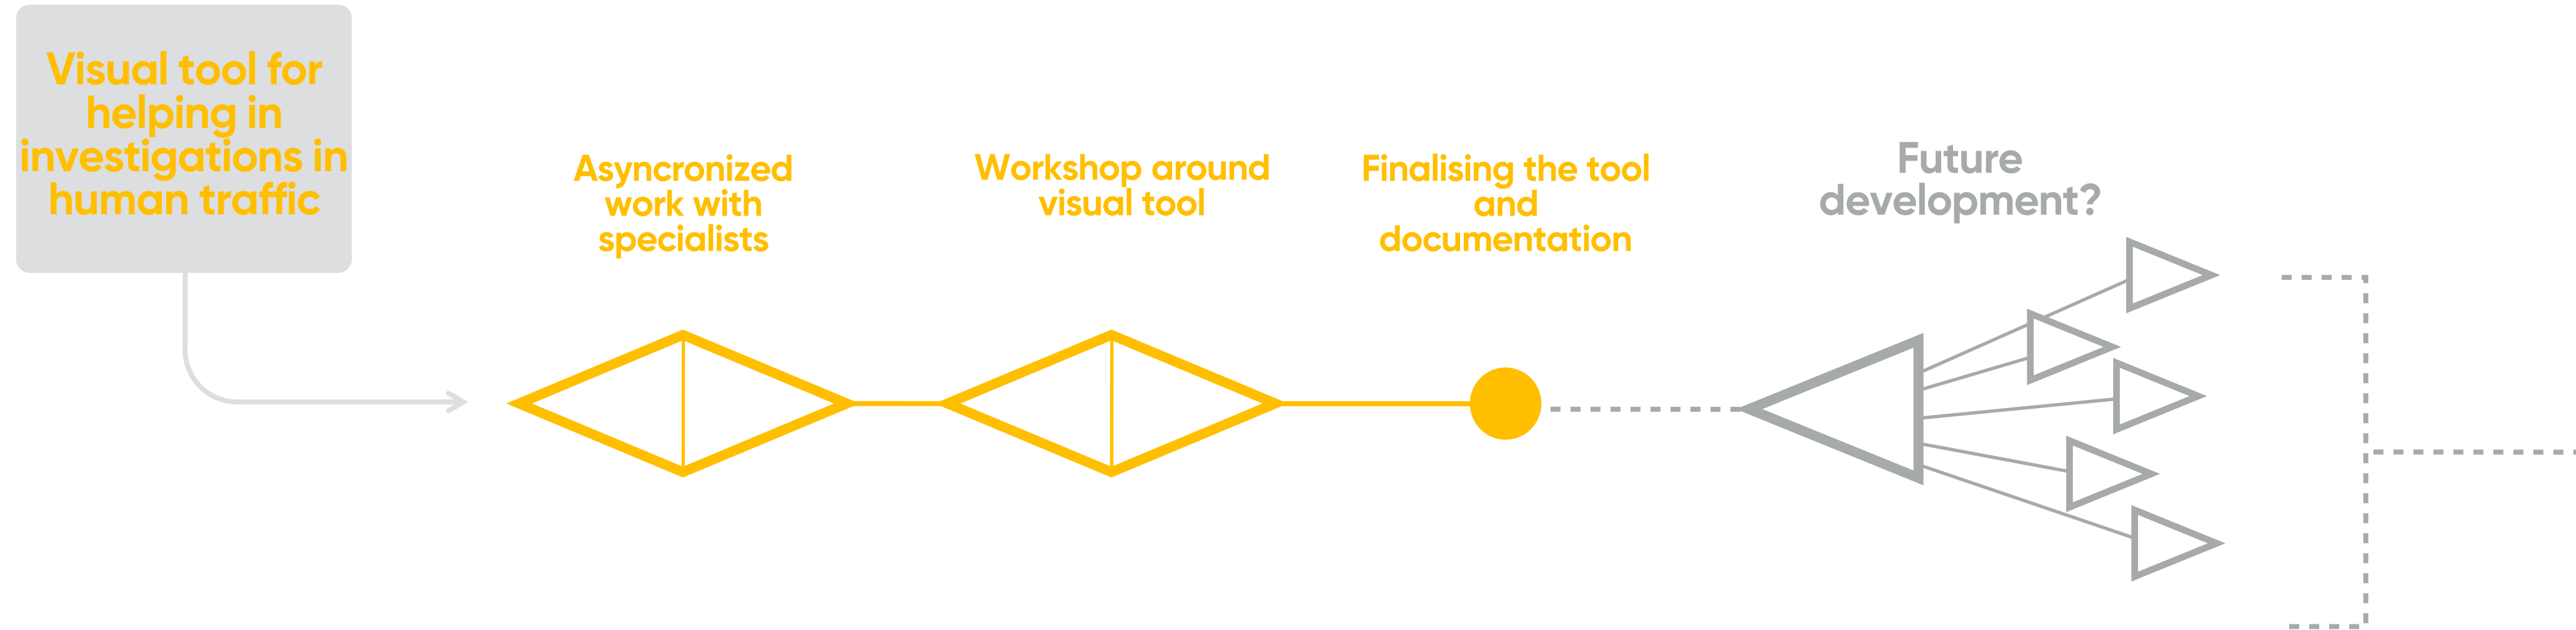 Visual tool for
helping in
investigations in
human traffic
Asyncronized
work with
specialists
Workshop around
visual tool
Finalising the tool
and
documentation
Future
development?